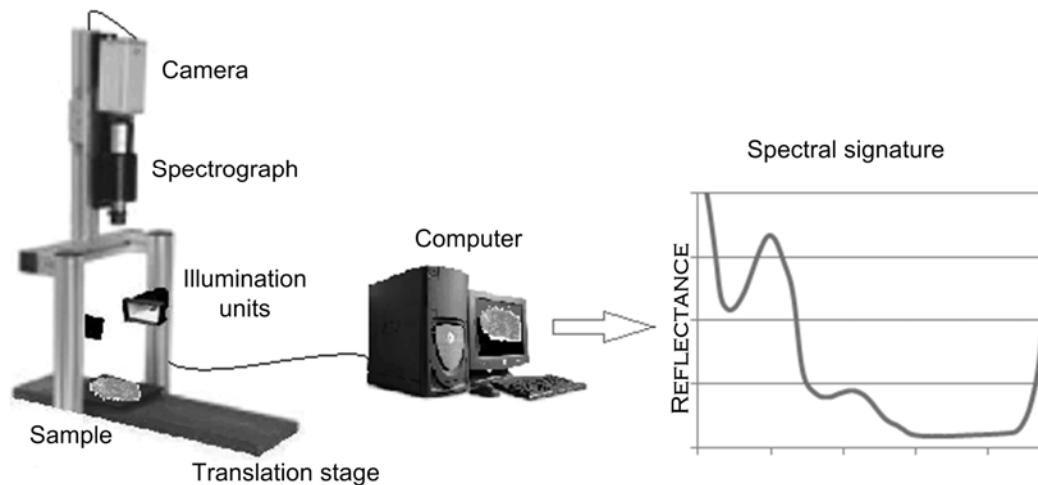 Camera
Spectrograph
Illumination
units
Sample
Translation stage
Computer
Spectral signature
REFLECTANCE